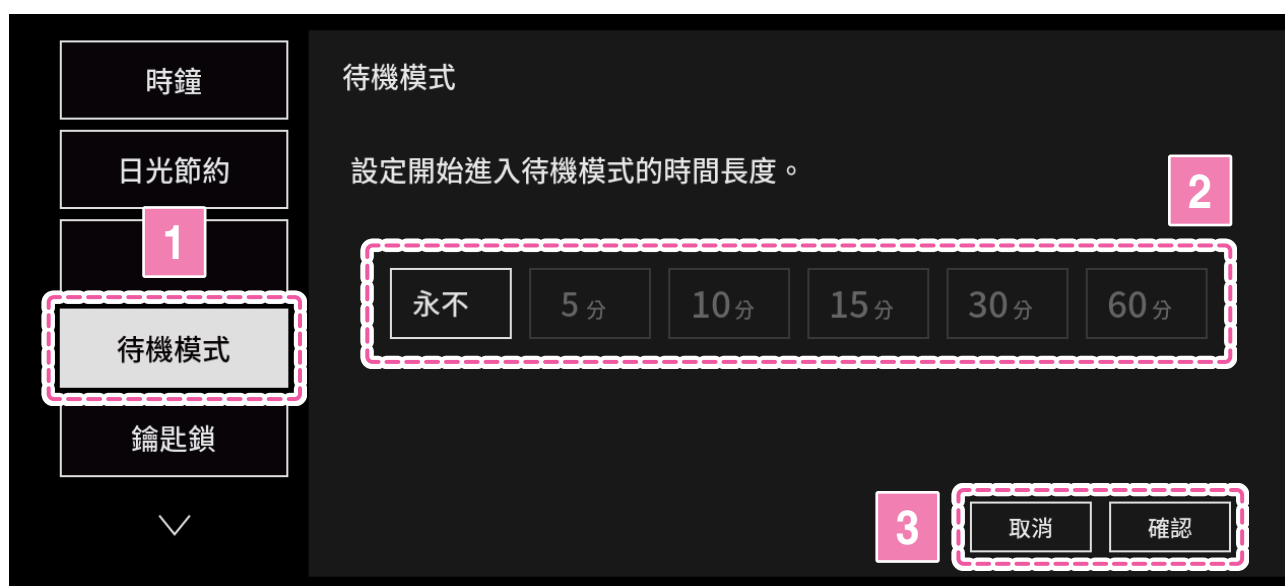 時鐘
日光節約
1
待機模式
鑰匙鎖
待機模式
設定開始進入待機模式的時間長度。
2
永不 5分 10分 15分 30分 60分
3
取消 確認